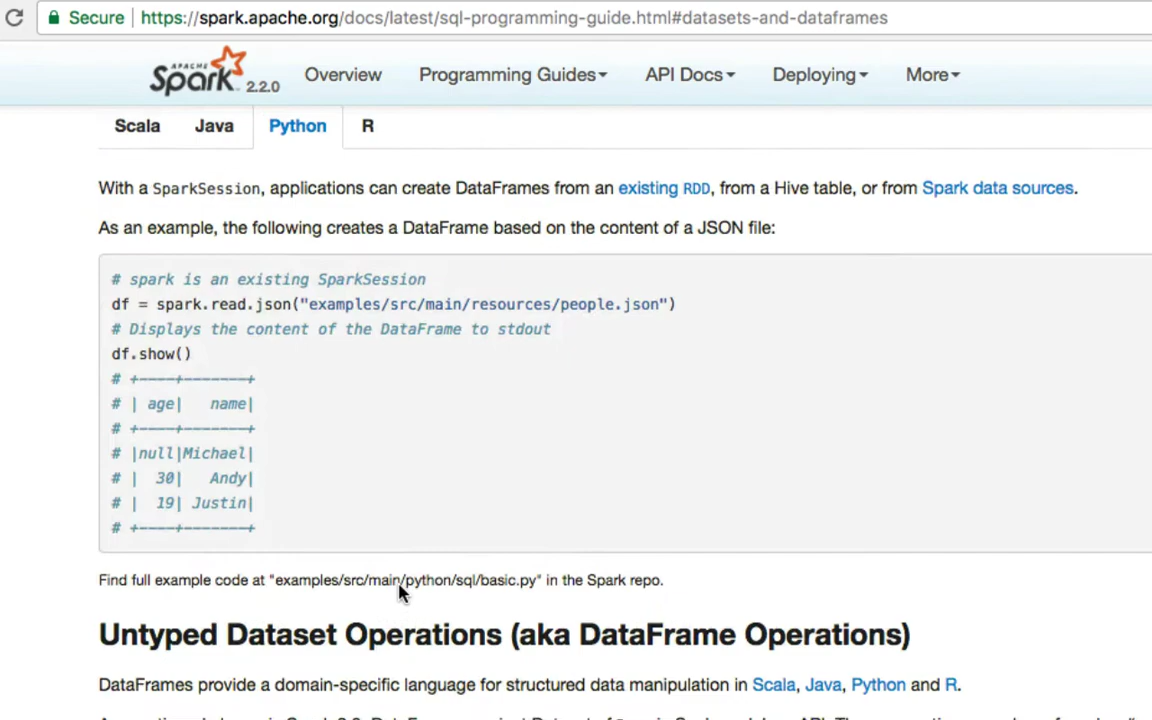 Secure | https://spark.apache.org/docs/latest/sql-programming-guide.html#datasets-and-dataframes
APACHE Spark 2.2.0 Overview Programming Guides API Docs Deploying More
Scala Java Python R
With a SparkSession, applications can create DataFrames from an existing RDD, from a Hive table, or from Spark data sources.
As an example, the following creates a DataFrame based on the content of a JSON file:
# spark is an existing SparkSession
df = spark.read.json("examples/src/main/resources/people.json")
# Displays the content of the DataFrame to stdout
df.show()
# +----+-------+
# | age|   name|
# +----+-------+
# |null|Michael|
# |  30|   Andy|
# |  19| Justin|
# +----+-------+
Find full example code at "examples/src/main/python/sql/basic.py" in the Spark repo.
Untyped Dataset Operations (aka DataFrame Operations)
DataFrames provide a domain-specific language for structured data manipulation in Scala, Java, Python and R.